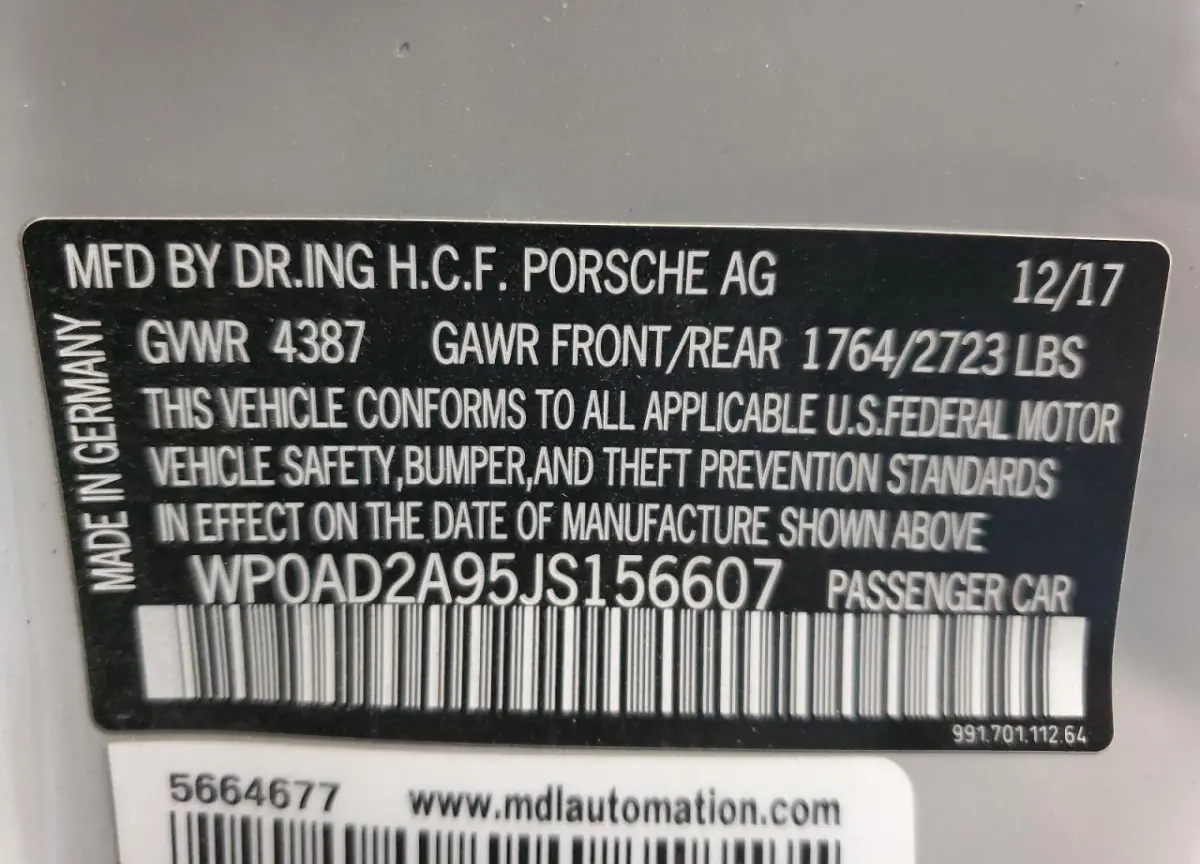 MFD BY DR.ING H.C.F. PORSCHE AG 12/17
GVWR 4387 GAWR FRONT/REAR 1764/2723 LBS
THIS VEHICLE CONFORMS TO ALL APPLICABLE U.S.FEDERAL MOTOR
VEHICLE SAFETY,BUMPER,AND THEFT PREVENTION STANDARDS
IN EFFECT ON THE DATE OF MANUFACTURE SHOWN ABOVE
WP0AD2A95JS156607 PASSENGER CAR
MADE IN GERMANY
991.701.112.64
5664677 www.mdlautomation.com